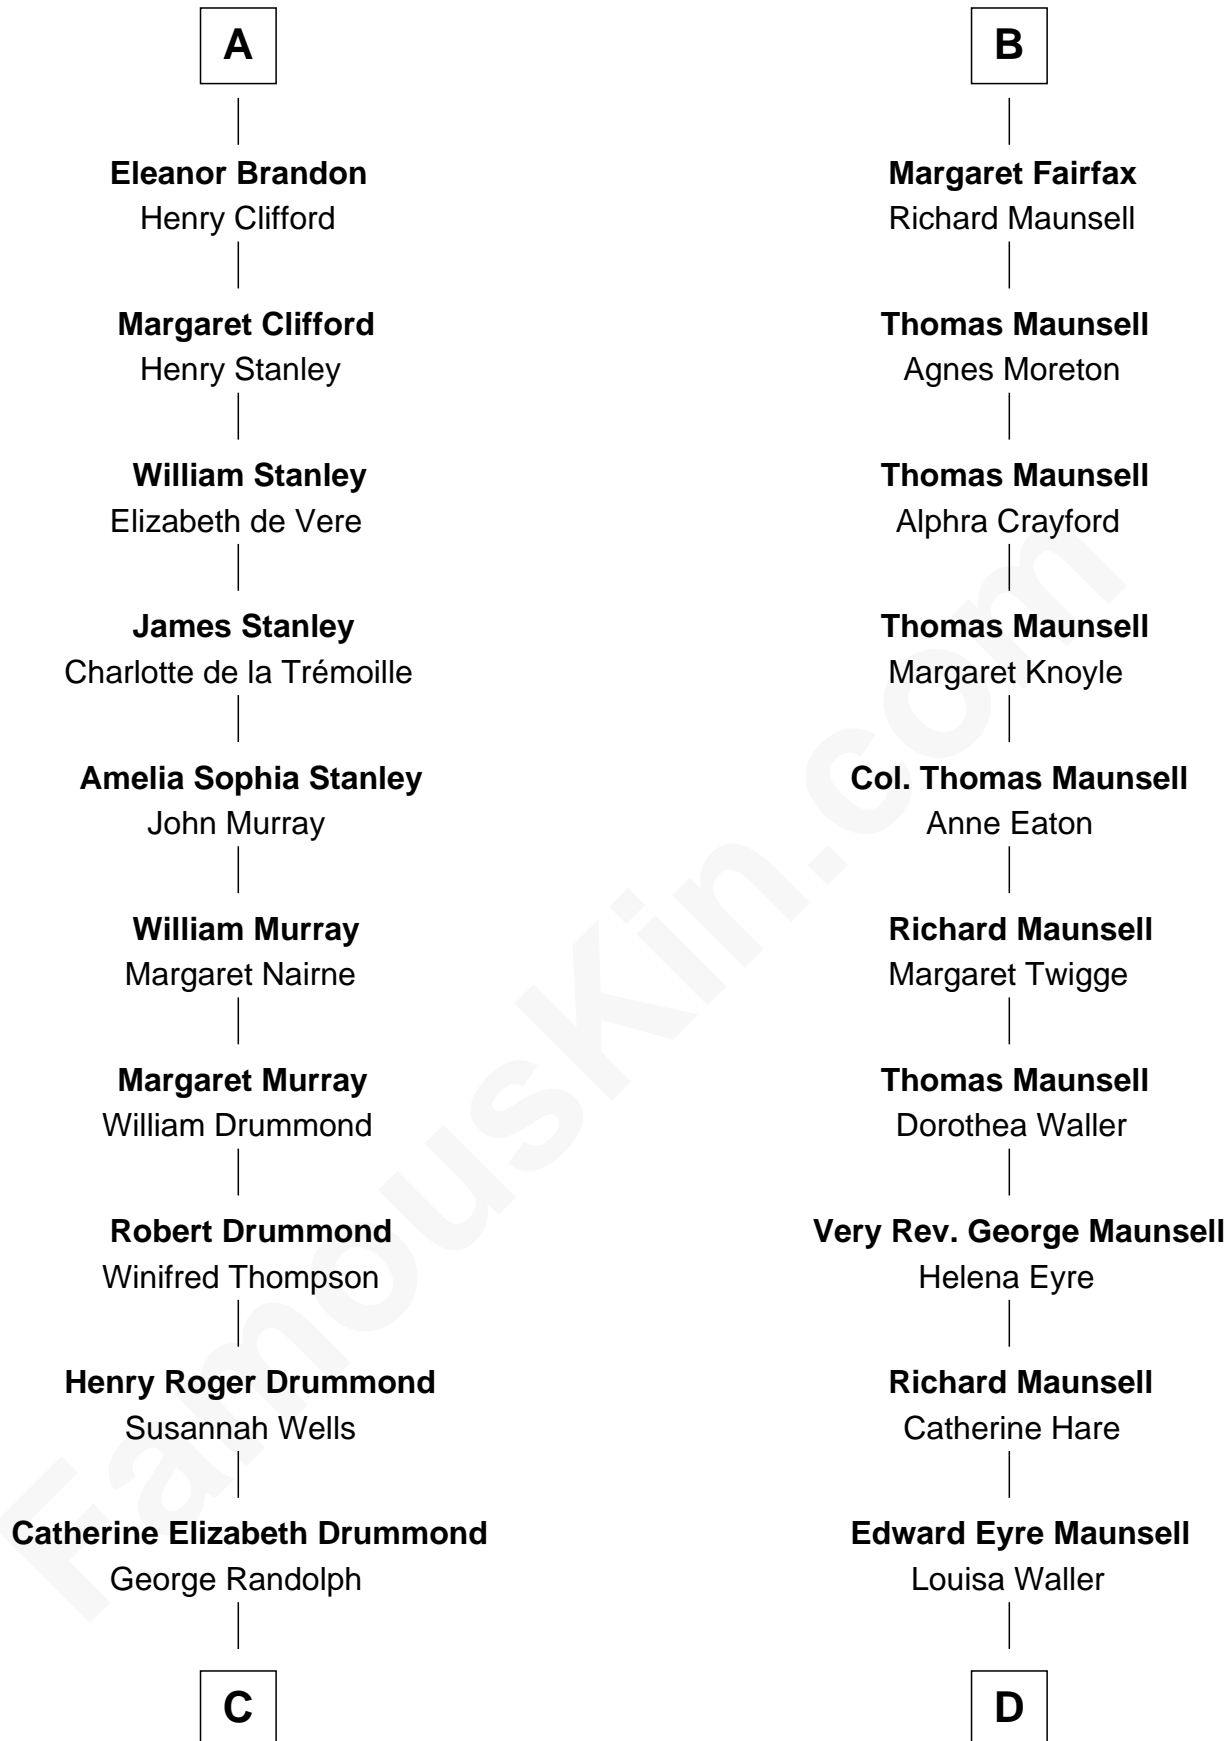 A
Eleanor Brandon
Henry Clifford
Margaret Clifford
Henry Stanley
William Stanley
Elizabeth de Vere
James Stanley
Charlotte de la Trémoille
Amelia Sophia Stanley
John Murray
William Murray
Margaret Nairne
Margaret Murray
William Drummond
Robert Drummond
Winifred Thompson
Henry Roger Drummond
Susannah Wells
Catherine Elizabeth Drummond
George Randolph
C
B
Margaret Fairfax
Richard Maunsell
Thomas Maunsell
Agnes Moreton
Thomas Maunsell
Alphra Crayford
Thomas Maunsell
Margaret Knoyle
Col. Thomas Maunsell
Anne Eaton
Richard Maunsell
Margaret Twigge
Thomas Maunsell
Dorothea Waller
Very Rev. George Maunsell
Helena Eyre
Richard Maunsell
Catherine Hare
Edward Eyre Maunsell
Louisa Waller
D
FamousKin.com